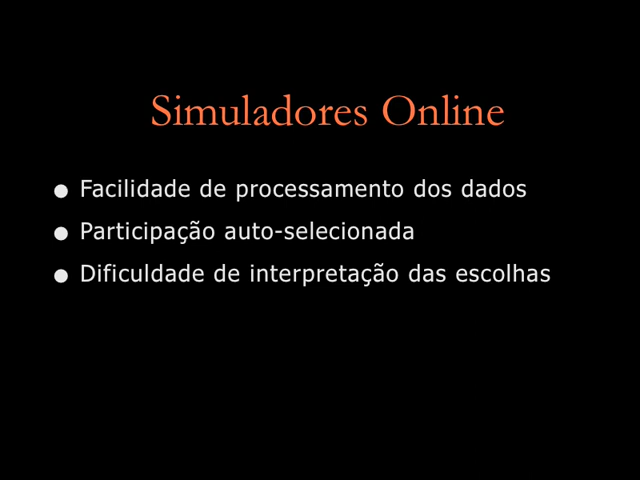 Simuladores Online
● Facilidade de processamento dos dados
● Participação auto-selecionada
● Dificuldade de interpretação das escolhas